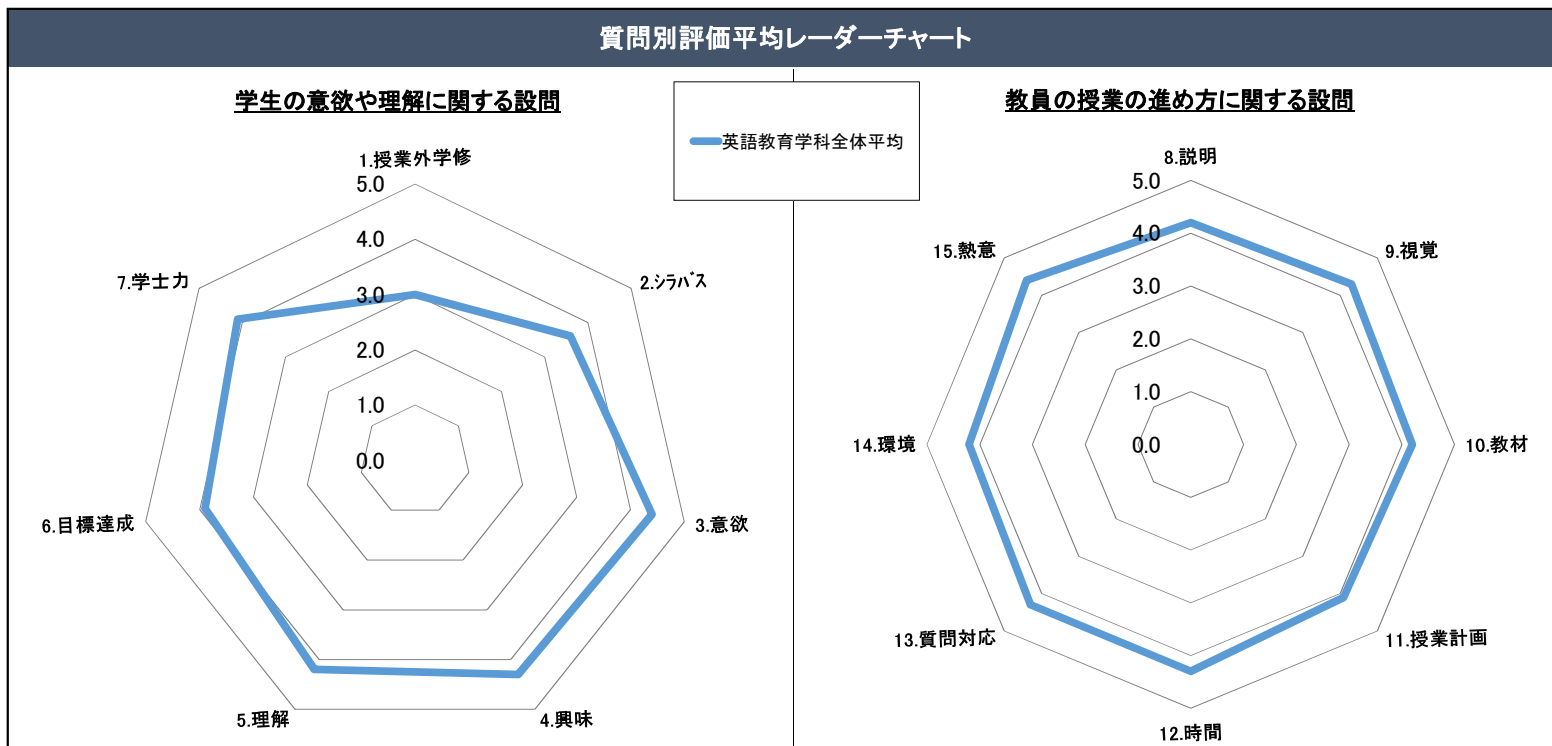 質問別評価平均レーダーチャート
学生の意欲や理解に関する設問
英語教育学科全体平均
1.授業外学修
2.ｼﾗﾊﾞｽ
3.意欲
4.興味
5.理解
6.目標達成
7.学士力
5.0
4.0
3.0
2.0
1.0
0.0
教員の授業の進め方に関する設問
8.説明
9.視覚
10.教材
11.授業計画
12.時間
13.質問対応
14.環境
15.熱意
5.0
4.0
3.0
2.0
1.0
0.0